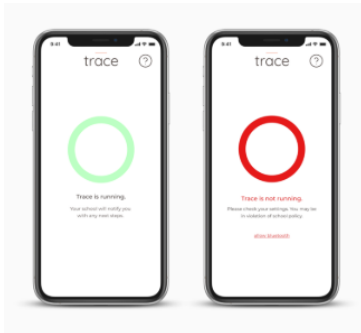 9:41
trace
?
Trace is running.
Your school will notify you
with any next steps.
9:41
trace
?
Trace is not running.
Please check your settings. You may be
in violation of school policy
allow bluetooth